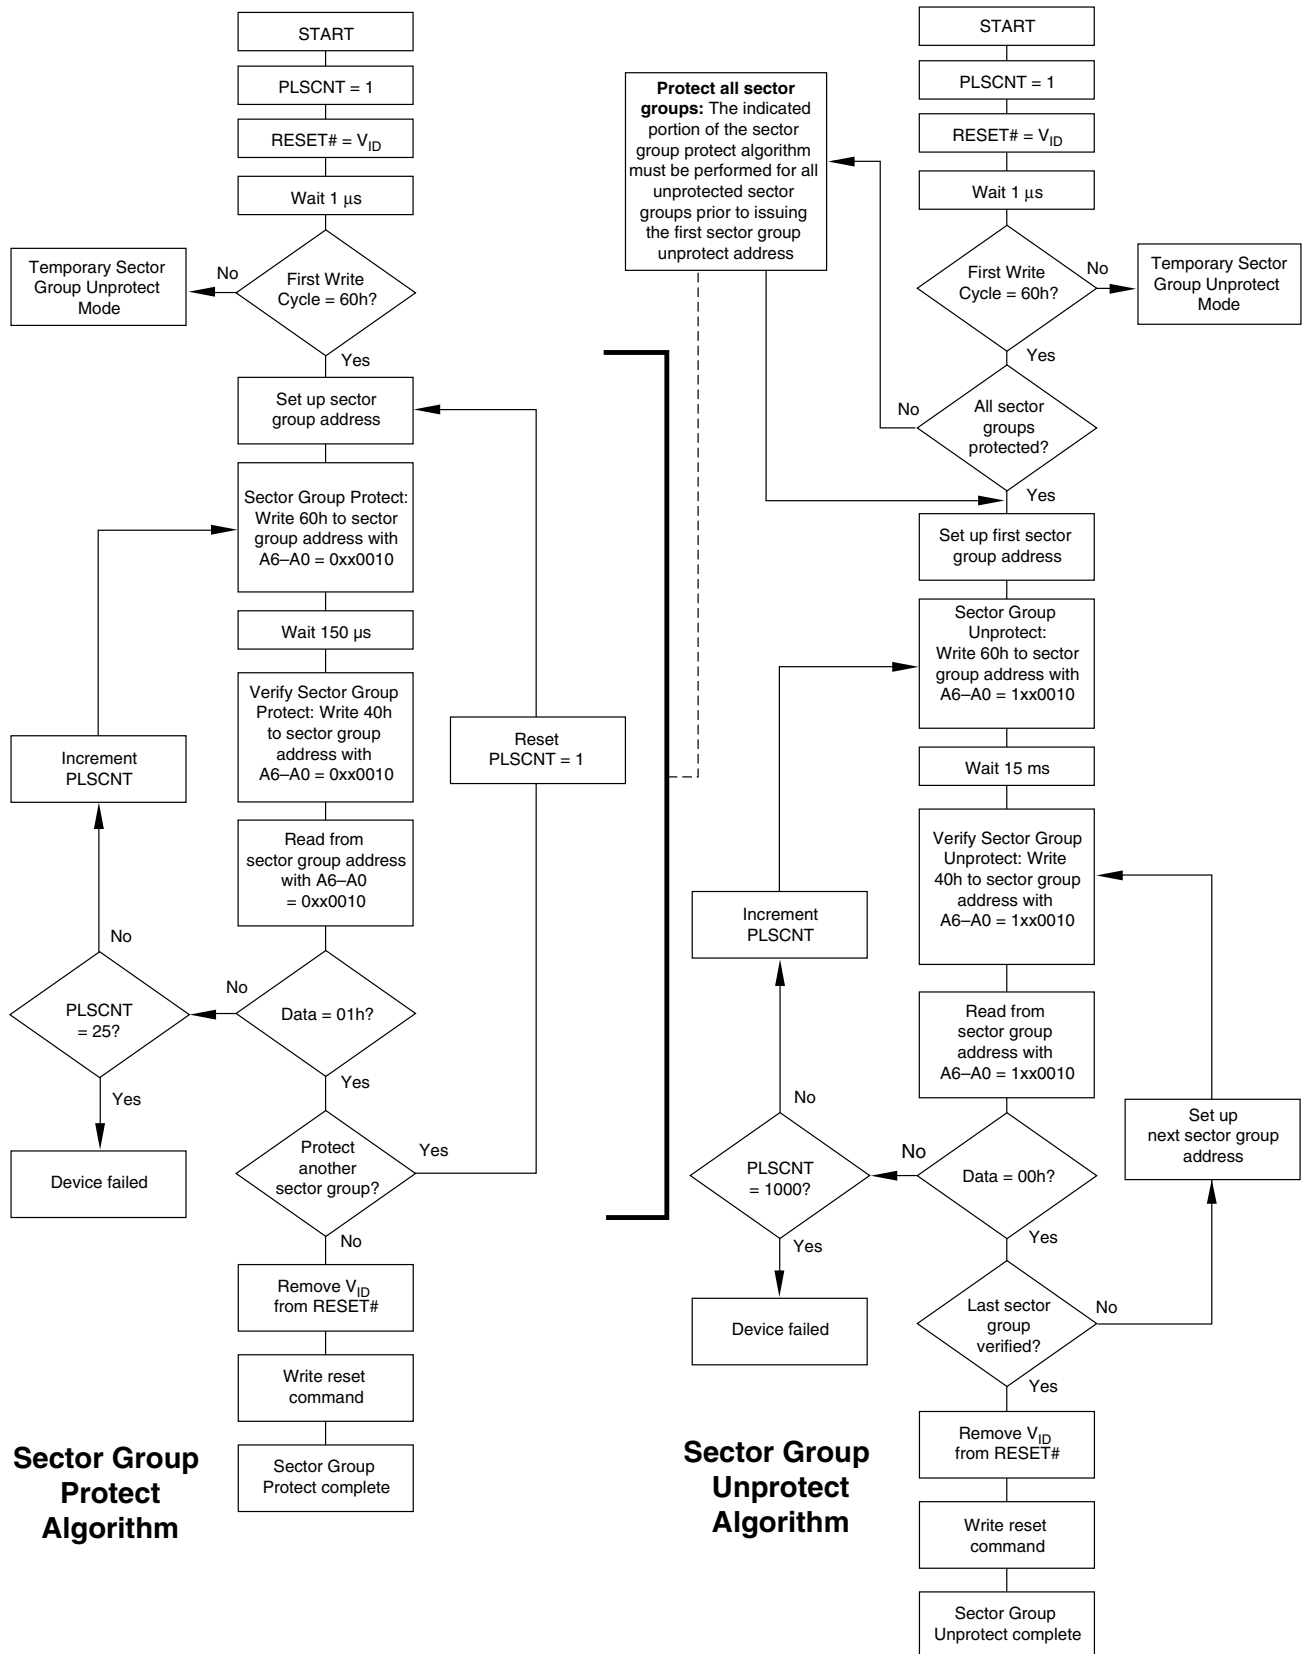 START
PLSCNT = 1
RESET# = VID
Wait 1 μs
First Write
Cycle = 60h?
No
Temporary Sector
Group Unprotect
Mode
Yes
Set up sector
group address
Sector Group Protect:
Write 60h to sector
group address with
A6–A0 = 0xx0010
Wait 150 µs
Verify Sector Group
Protect: Write 40h
to sector group
address with
A6–A0 = 0xx0010
Read from
sector group address
with A6–A0
= 0xx0010
Data = 01h?
No
PLSCNT
= 25?
No
Increment
PLSCNT
Yes
Device failed
Yes
Protect
another
sector group?
Yes
Reset
PLSCNT = 1
No
Remove VID
from RESET#
Write reset
command
Sector Group
Protect complete
Sector Group
Protect
Algorithm
Protect all sector
groups: The indicated
portion of the sector
group protect algorithm
must be performed for all
unprotected sector
groups prior to issuing
the first sector group
unprotect address
START
PLSCNT = 1
RESET# = VID
Wait 1 μs
First Write
Cycle = 60h?
No
Temporary Sector
Group Unprotect
Mode
Yes
All sector
groups
protected?
No
Yes
Set up first sector
group address
Sector Group
Unprotect:
Write 60h to sector
group address with
A6–A0 = 1xx0010
Wait 15 ms
Verify Sector Group
Unprotect: Write
40h to sector group
address with
A6–A0 = 1xx0010
Read from
sector group
address with
A6–A0 = 1xx0010
Data = 00h?
No
PLSCNT
= 1000?
No
Increment
PLSCNT
Yes
Device failed
Yes
Last sector
group
verified?
No
Set up
next sector group
address
Yes
Remove VID
from RESET#
Write reset
command
Sector Group
Unprotect complete
Sector Group
Unprotect
Algorithm